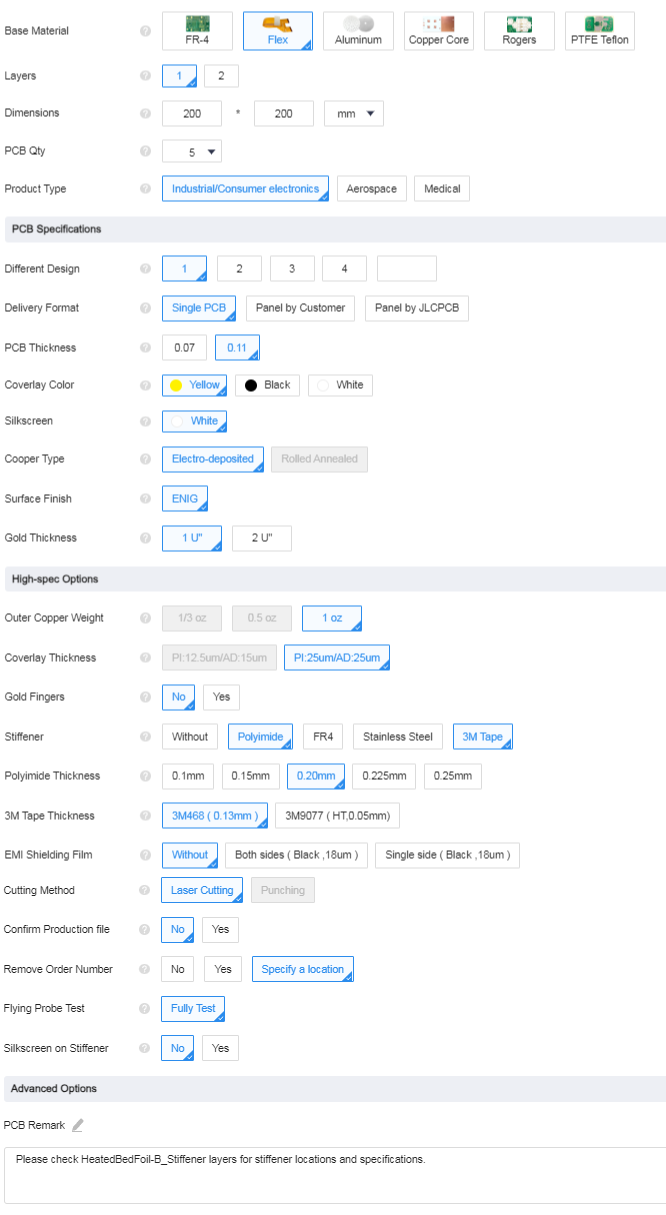 Base Material ? FR-4 Flex Aluminum Copper Core Rogers PTFE Teflon
Layers ? 1 2
Dimensions ? 200 * 200 mm
PCB Qty ? 5
Product Type ? Industrial/Consumer electronics Aerospace Medical
PCB Specifications
Different Design ? 1 2 3 4
Delivery Format ? Single PCB Panel by Customer Panel by JLCPCB
PCB Thickness ? 0.07 0.11
Coverlay Color ? Yellow Black White
Silkscreen ? White
Cooper Type ? Electro-deposited Rolled Annealed
Surface Finish ? ENIG
Gold Thickness ? 1 U" 2 U"
High-spec Options
Outer Copper Weight ? 1/3 oz 0.5 oz 1 oz
Coverlay Thickness ? PI:12.5um/AD:15um PI:25um/AD:25um
Gold Fingers ? No Yes
Stiffener ? Without Polyimide FR4 Stainless Steel 3M Tape
Polyimide Thickness ? 0.1mm 0.15mm 0.20mm 0.225mm 0.25mm
3M Tape Thickness ? 3M468 ( 0.13mm ) 3M9077 ( HT,0.05mm)
EMI Shielding Film ? Without Both sides ( Black ,18um ) Single side ( Black ,18um )
Cutting Method ? Laser Cutting Punching
Confirm Production file ? No Yes
Remove Order Number ? No Yes Specify a location
Flying Probe Test ? Fully Test
Silkscreen on Stiffener ? No Yes
Advanced Options
PCB Remark
Please check HeatedBedFoil-B_Stiffener layers for stiffener locations and specifications.